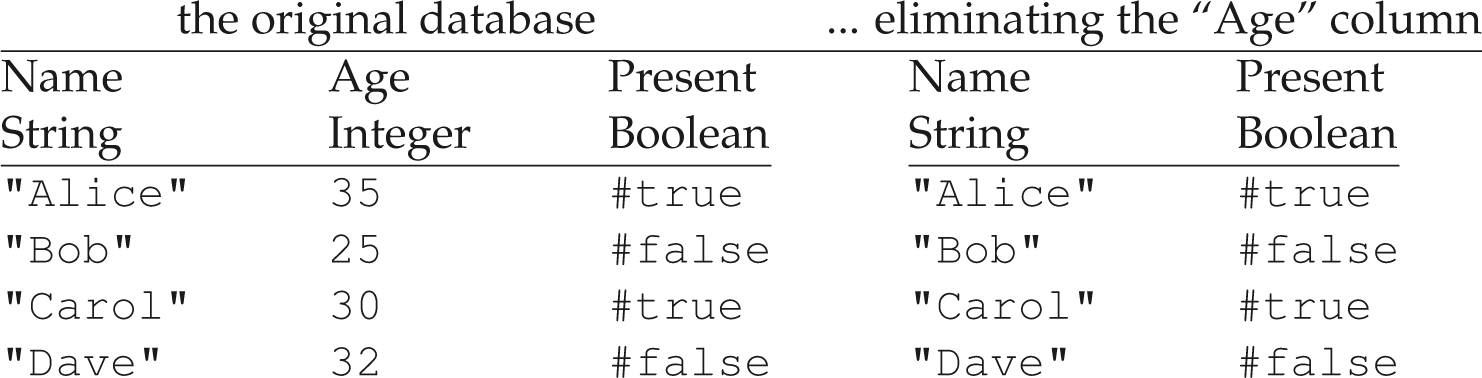 the original database ... eliminating the “Age” column
Name Age Present Name Present
String Integer Boolean String Boolean
"Alice" 35 #true "Alice" #true
"Bob" 25 #false "Bob" #false
"Carol" 30 #true "Carol" #true
"Dave" 32 #false "Dave" #false